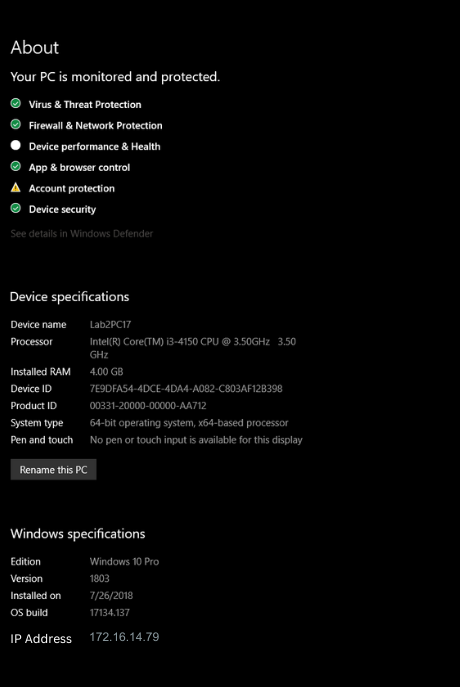 About
Your PC is monitored and protected.
Virus & Threat Protection
Firewall & Network Protection
Device performance & Health
App & browser control
Account protection
Device security
See details in Windows Defender
Device specifications
Device name Lab2PC17
Processor Intel(R) Core(TM) i3-4150 CPU @ 3.50GHz 3.50
GHz
Installed RAM 4.00 GB
Device ID 7E9DFA54-4DCE-4DA4-A082-C803AF12B398
Product ID 00331-20000-00000-AA712
System type 64-bit operating system, x64-based processor
Pen and touch No pen or touch input is available for this display
Rename this PC
Windows specifications
Edition Windows 10 Pro
Version 1803
Installed on 7/26/2018
OS build 17134.137
IP Address 172.16.14.79